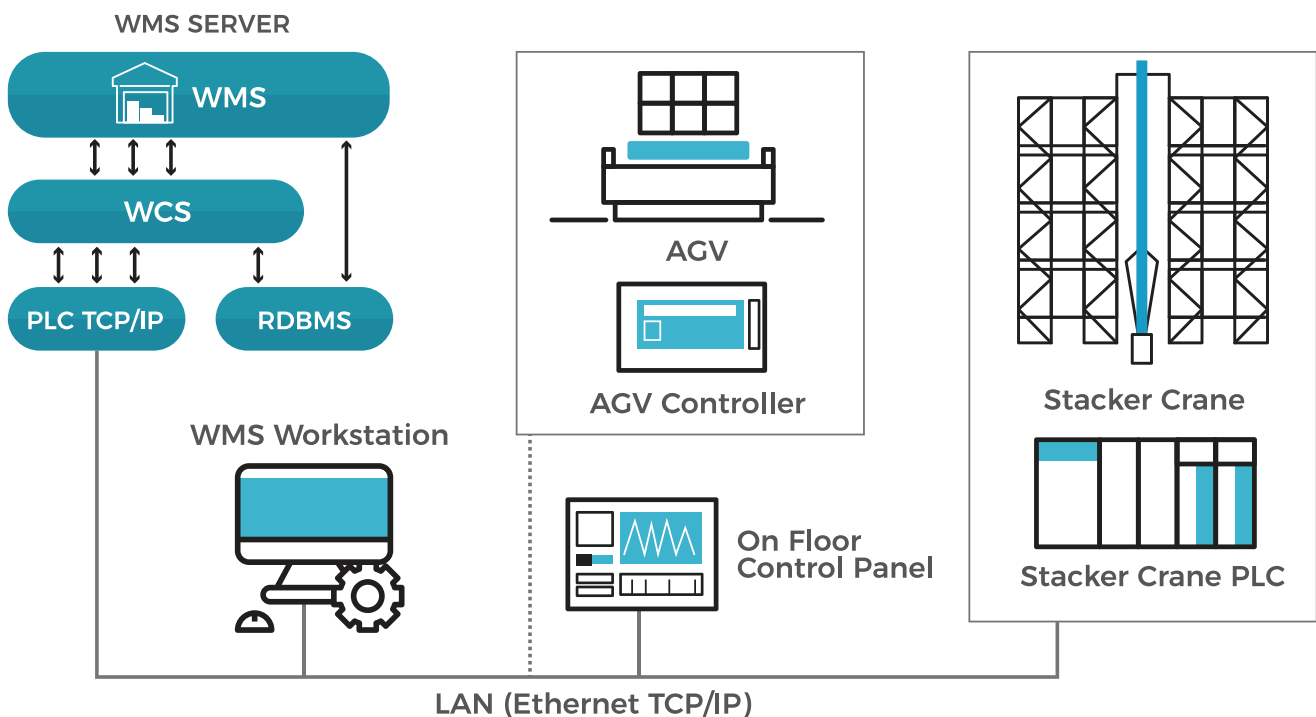 WMS SERVER
WMS
WCS
PLC TCP/IP
RDBMS
AGV
AGV Controller
Stacker Crane
Stacker Crane PLC
WMS Workstation
On Floor
Control Panel
LAN (Ethernet TCP/IP)